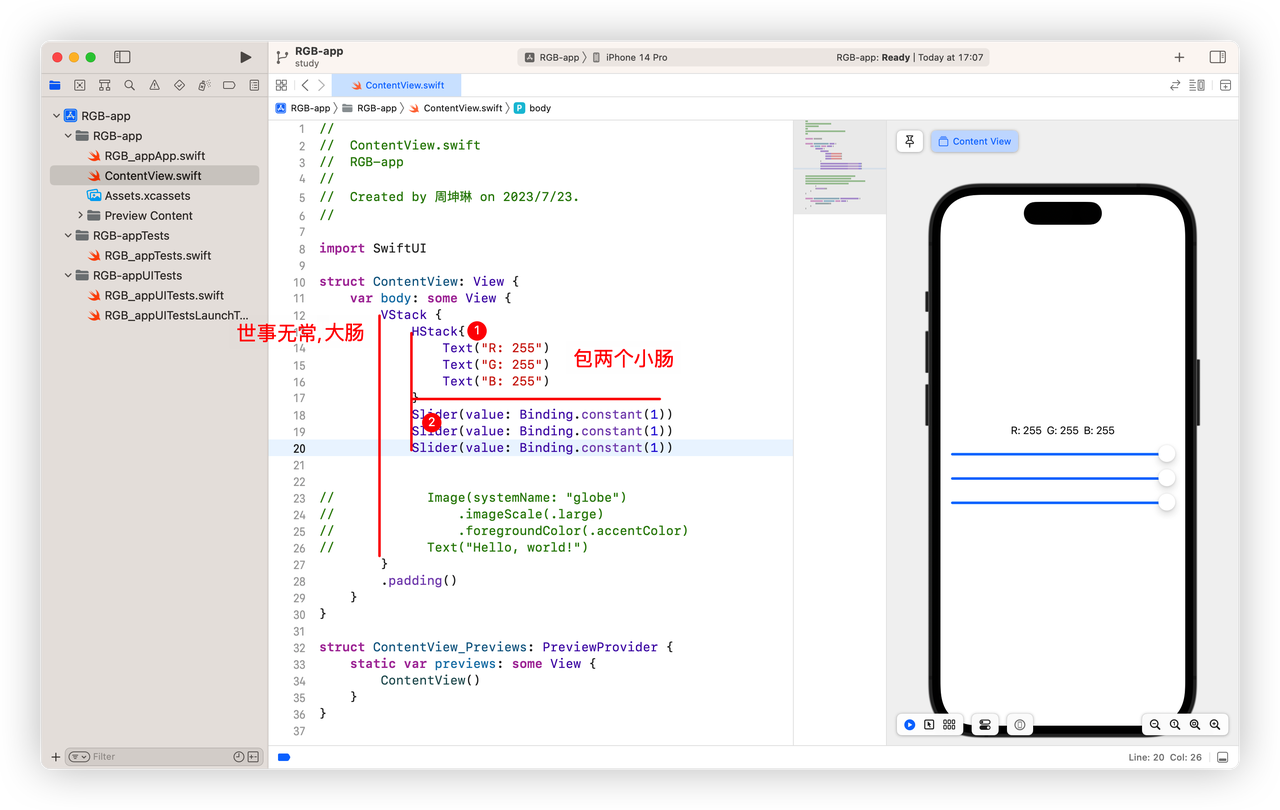 RGB-app
study
RGB-app
iPhone 14 Pro
RGB-app: Ready | Today at 17:07
ContentView.swift
RGB-app
RGB-app
ContentView.swift
body
RGB-app
RGB-app
RGB_appApp.swift
ContentView.swift
Assets.xcassets
Preview Content
RGB-appTests
RGB_appTests.swift
RGB-appUITests
RGB_appUITests.swift
RGB_appUITestsLaunchT...
Filter
1 //
2 //  ContentView.swift
3 //  RGB-app
4 //
5 //  Created by 周坤琳 on 2023/7/23.
6 //
7
8 import SwiftUI
9
10 struct ContentView: View {
11     var body: some View {
12         VStack {
世事无常,大肠
HStack{ 1
14                 Text("R: 255")
包两个小肠
15                 Text("G: 255")
16                 Text("B: 255")
17             }
18             Slider(value: Binding.constant(1))
2
19             Slider(value: Binding.constant(1))
20             Slider(value: Binding.constant(1))
21
22
23 //            Image(systemName: "globe")
24 //                .imageScale(.large)
25 //                .foregroundColor(.accentColor)
26 //            Text("Hello, world!")
27         }
28         .padding()
29     }
30 }
31
32 struct ContentView_Previews: PreviewProvider {
33     static var previews: some View {
34         ContentView()
35     }
36 }
37
Content View
R: 255 G: 255 B: 255
Line: 20 Col: 26